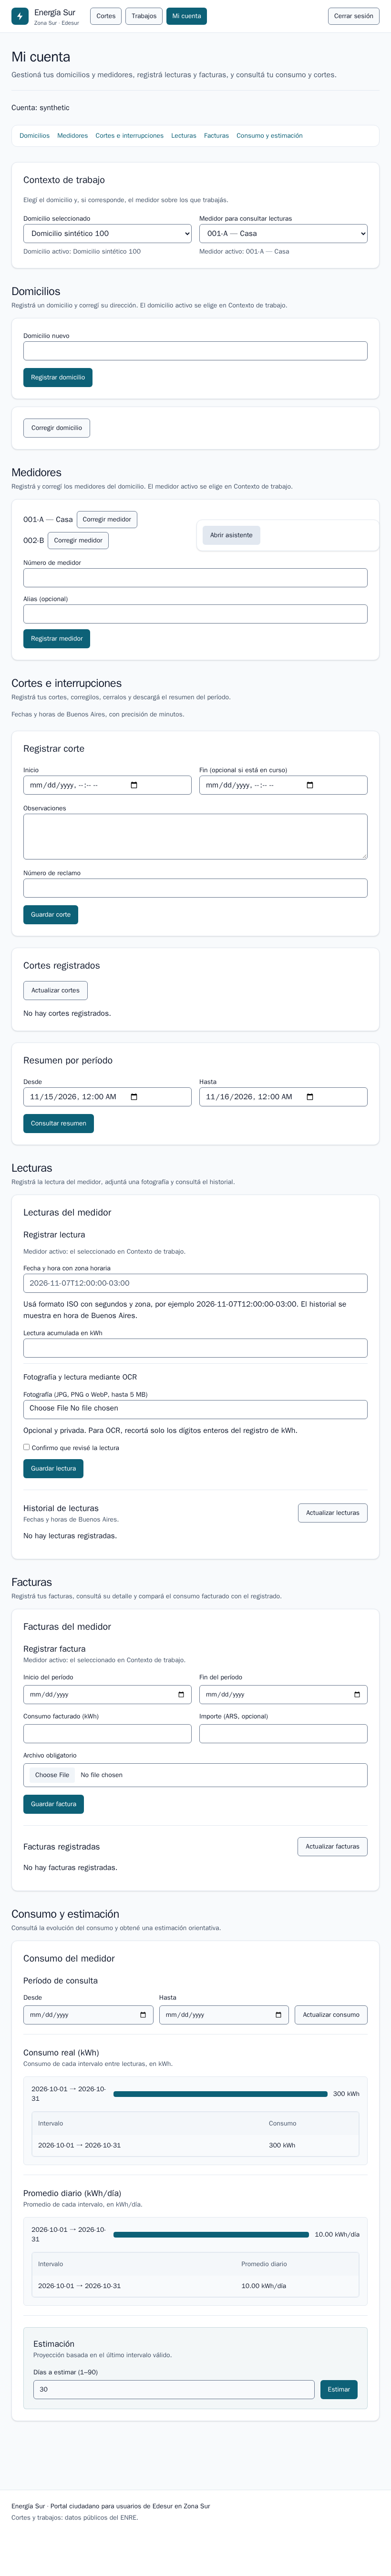 Energía Sur
Zona Sur · Edesur
Cortes
Trabajos
Mi cuenta
Cerrar sesión
Mi cuenta
Gestioná tus domicilios y medidores, registrá lecturas y facturas, y consultá tu consumo y cortes.
Cuenta: synthetic
Domicilios Medidores Cortes e interrupciones Lecturas Facturas Consumo y estimación
Contexto de trabajo
Elegí el domicilio y, si corresponde, el medidor sobre los que trabajás.
Domicilio seleccionado
Medidor para consultar lecturas
Domicilio sintético 100
001-A — Casa
Domicilio activo: Domicilio sintético 100
Medidor activo: 001-A — Casa
Domicilios
Registrá un domicilio y corregí su dirección. El domicilio activo se elige en Contexto de trabajo.
Domicilio nuevo
Registrar domicilio
Corregir domicilio
Medidores
Registrá y corregí los medidores del domicilio. El medidor activo se elige en Contexto de trabajo.
001-A — Casa Corregir medidor
Abrir asistente
002-B Corregir medidor
Número de medidor
Alias (opcional)
Registrar medidor
Cortes e interrupciones
Registrá tus cortes, corregilos, cerralos y descargá el resumen del período.
Fechas y horas de Buenos Aires, con precisión de minutos.
Registrar corte
Inicio
Fin (opcional si está en curso)
mm/dd/yyyy, --:-- --
mm/dd/yyyy, --:-- --
Observaciones
Número de reclamo
Guardar corte
Cortes registrados
Actualizar cortes
No hay cortes registrados.
Resumen por período
Desde
Hasta
11/15/2026, 12:00 AM
11/16/2026, 12:00 AM
Consultar resumen
Lecturas
Registrá la lectura del medidor, adjuntá una fotografía y consultá el historial.
Lecturas del medidor
Registrar lectura
Medidor activo: el seleccionado en Contexto de trabajo.
Fecha y hora con zona horaria
2026-11-07T12:00:00-03:00
Usá formato ISO con segundos y zona, por ejemplo 2026-11-07T12:00:00-03:00. El historial se
muestra en hora de Buenos Aires.
Lectura acumulada en kWh
Fotografía y lectura mediante OCR
Fotografía (JPG, PNG o WebP, hasta 5 MB)
Choose File No file chosen
Opcional y privada. Para OCR, recortá solo los dígitos enteros del registro de kWh.
Confirmo que revisé la lectura
Guardar lectura
Historial de lecturas
Fechas y horas de Buenos Aires.
Actualizar lecturas
No hay lecturas registradas.
Facturas
Registrá tus facturas, consultá su detalle y compará el consumo facturado con el registrado.
Facturas del medidor
Registrar factura
Medidor activo: el seleccionado en Contexto de trabajo.
Inicio del período
Fin del período
mm/dd/yyyy
mm/dd/yyyy
Consumo facturado (kWh)
Importe (ARS, opcional)
Archivo obligatorio
Choose File No file chosen
Guardar factura
Facturas registradas
Actualizar facturas
No hay facturas registradas.
Consumo y estimación
Consultá la evolución del consumo y obtené una estimación orientativa.
Consumo del medidor
Período de consulta
Desde
Hasta
mm/dd/yyyy
mm/dd/yyyy
Actualizar consumo
Consumo real (kWh)
Consumo de cada intervalo entre lecturas, en kWh.
2026-10-01 → 2026-10-
31
300 kWh
Intervalo Consumo
2026-10-01 → 2026-10-31 300 kWh
Promedio diario (kWh/día)
Promedio de cada intervalo, en kWh/día.
2026-10-01 → 2026-10-
31
10.00 kWh/día
Intervalo Promedio diario
2026-10-01 → 2026-10-31 10.00 kWh/día
Estimación
Proyección basada en el último intervalo válido.
Días a estimar (1–90)
30
Estimar
Energía Sur · Portal ciudadano para usuarios de Edesur en Zona Sur
Cortes y trabajos: datos públicos del ENRE.